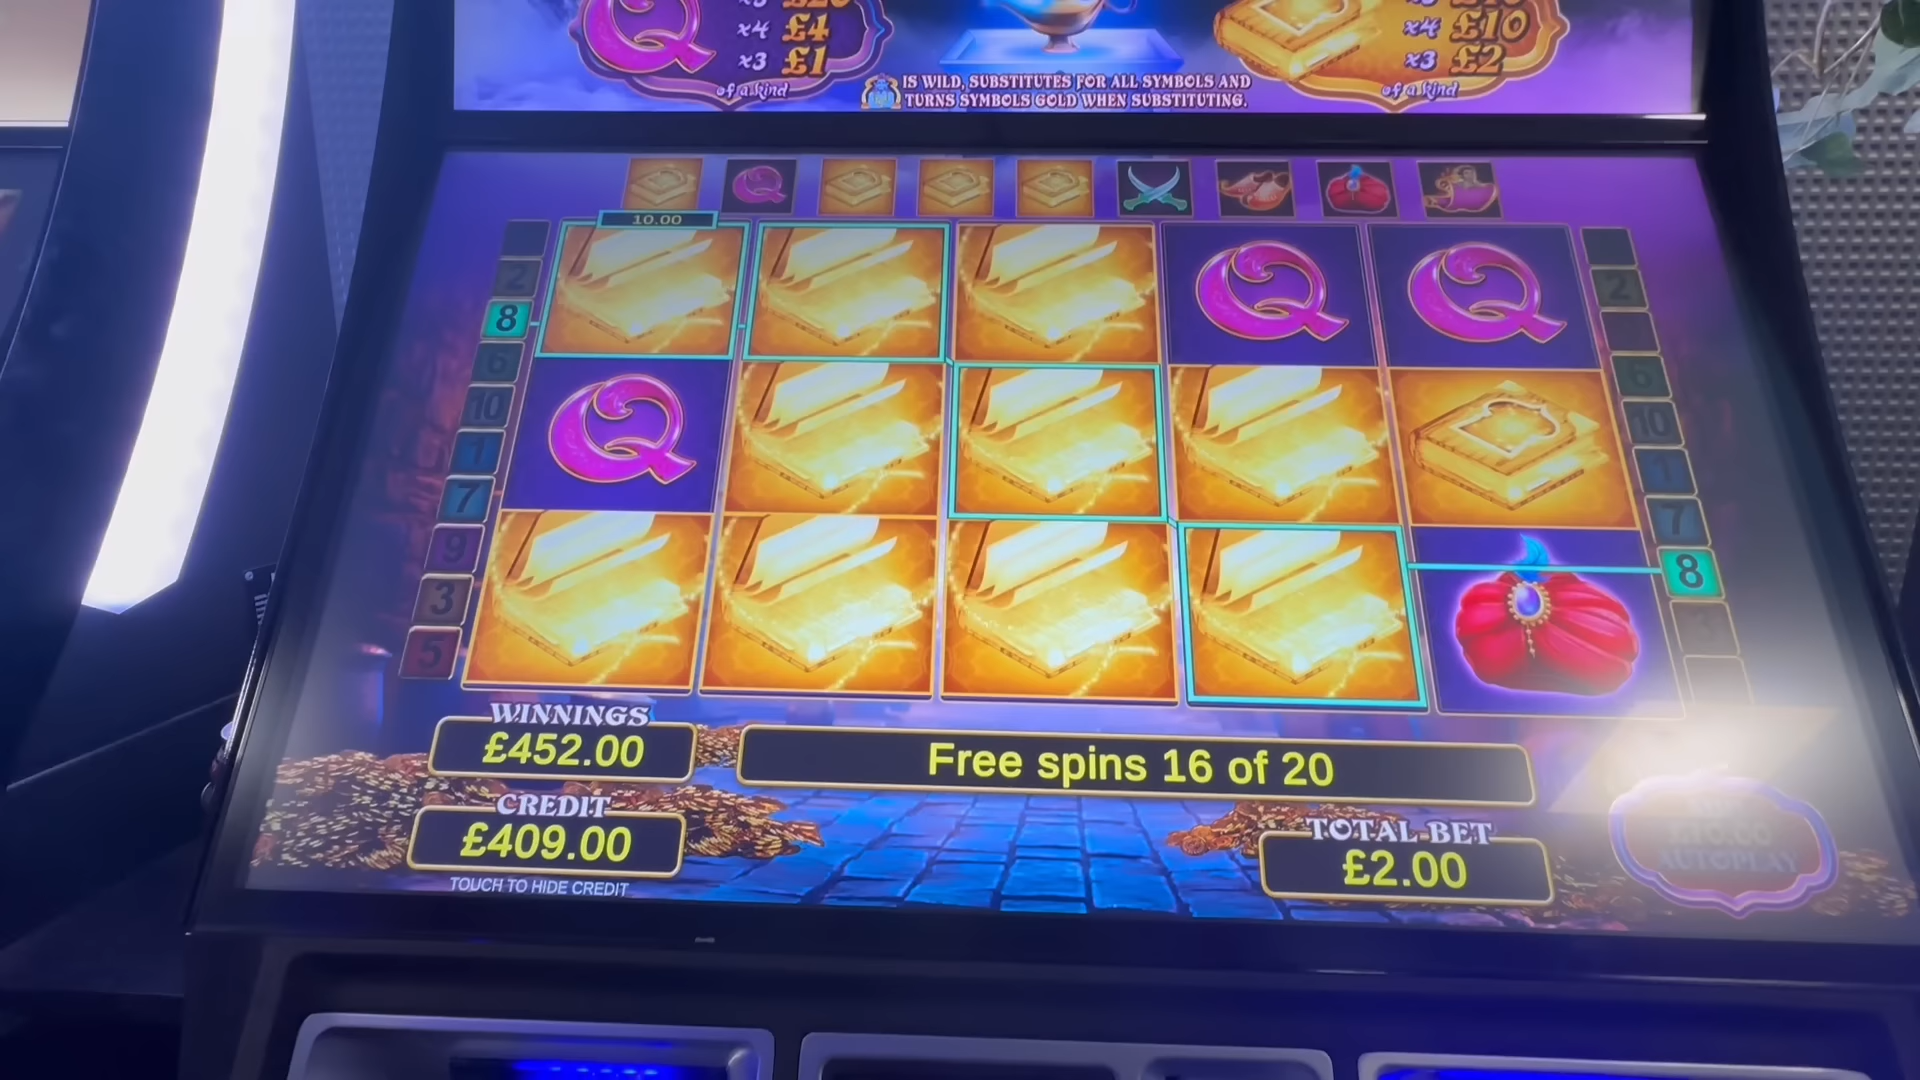 x4 £4
x3 £1
of a kind
x4 £10
x3 £2
of a kind
IS WILD, SUBSTITUTES FOR ALL SYMBOLS AND
TURNS SYMBOLS GOLD WHEN SUBSTITUTING.
10.00
Q
Q
Q
Q
Q
2
8
6
10
1
7
9
3
5
2
6
10
1
7
8
3
WINNINGS
£452.00
Free spins 16 of 20
CREDIT
£409.00
TOUCH TO HIDE CREDIT
TOTAL BET
£2.00
AUTOPLAY